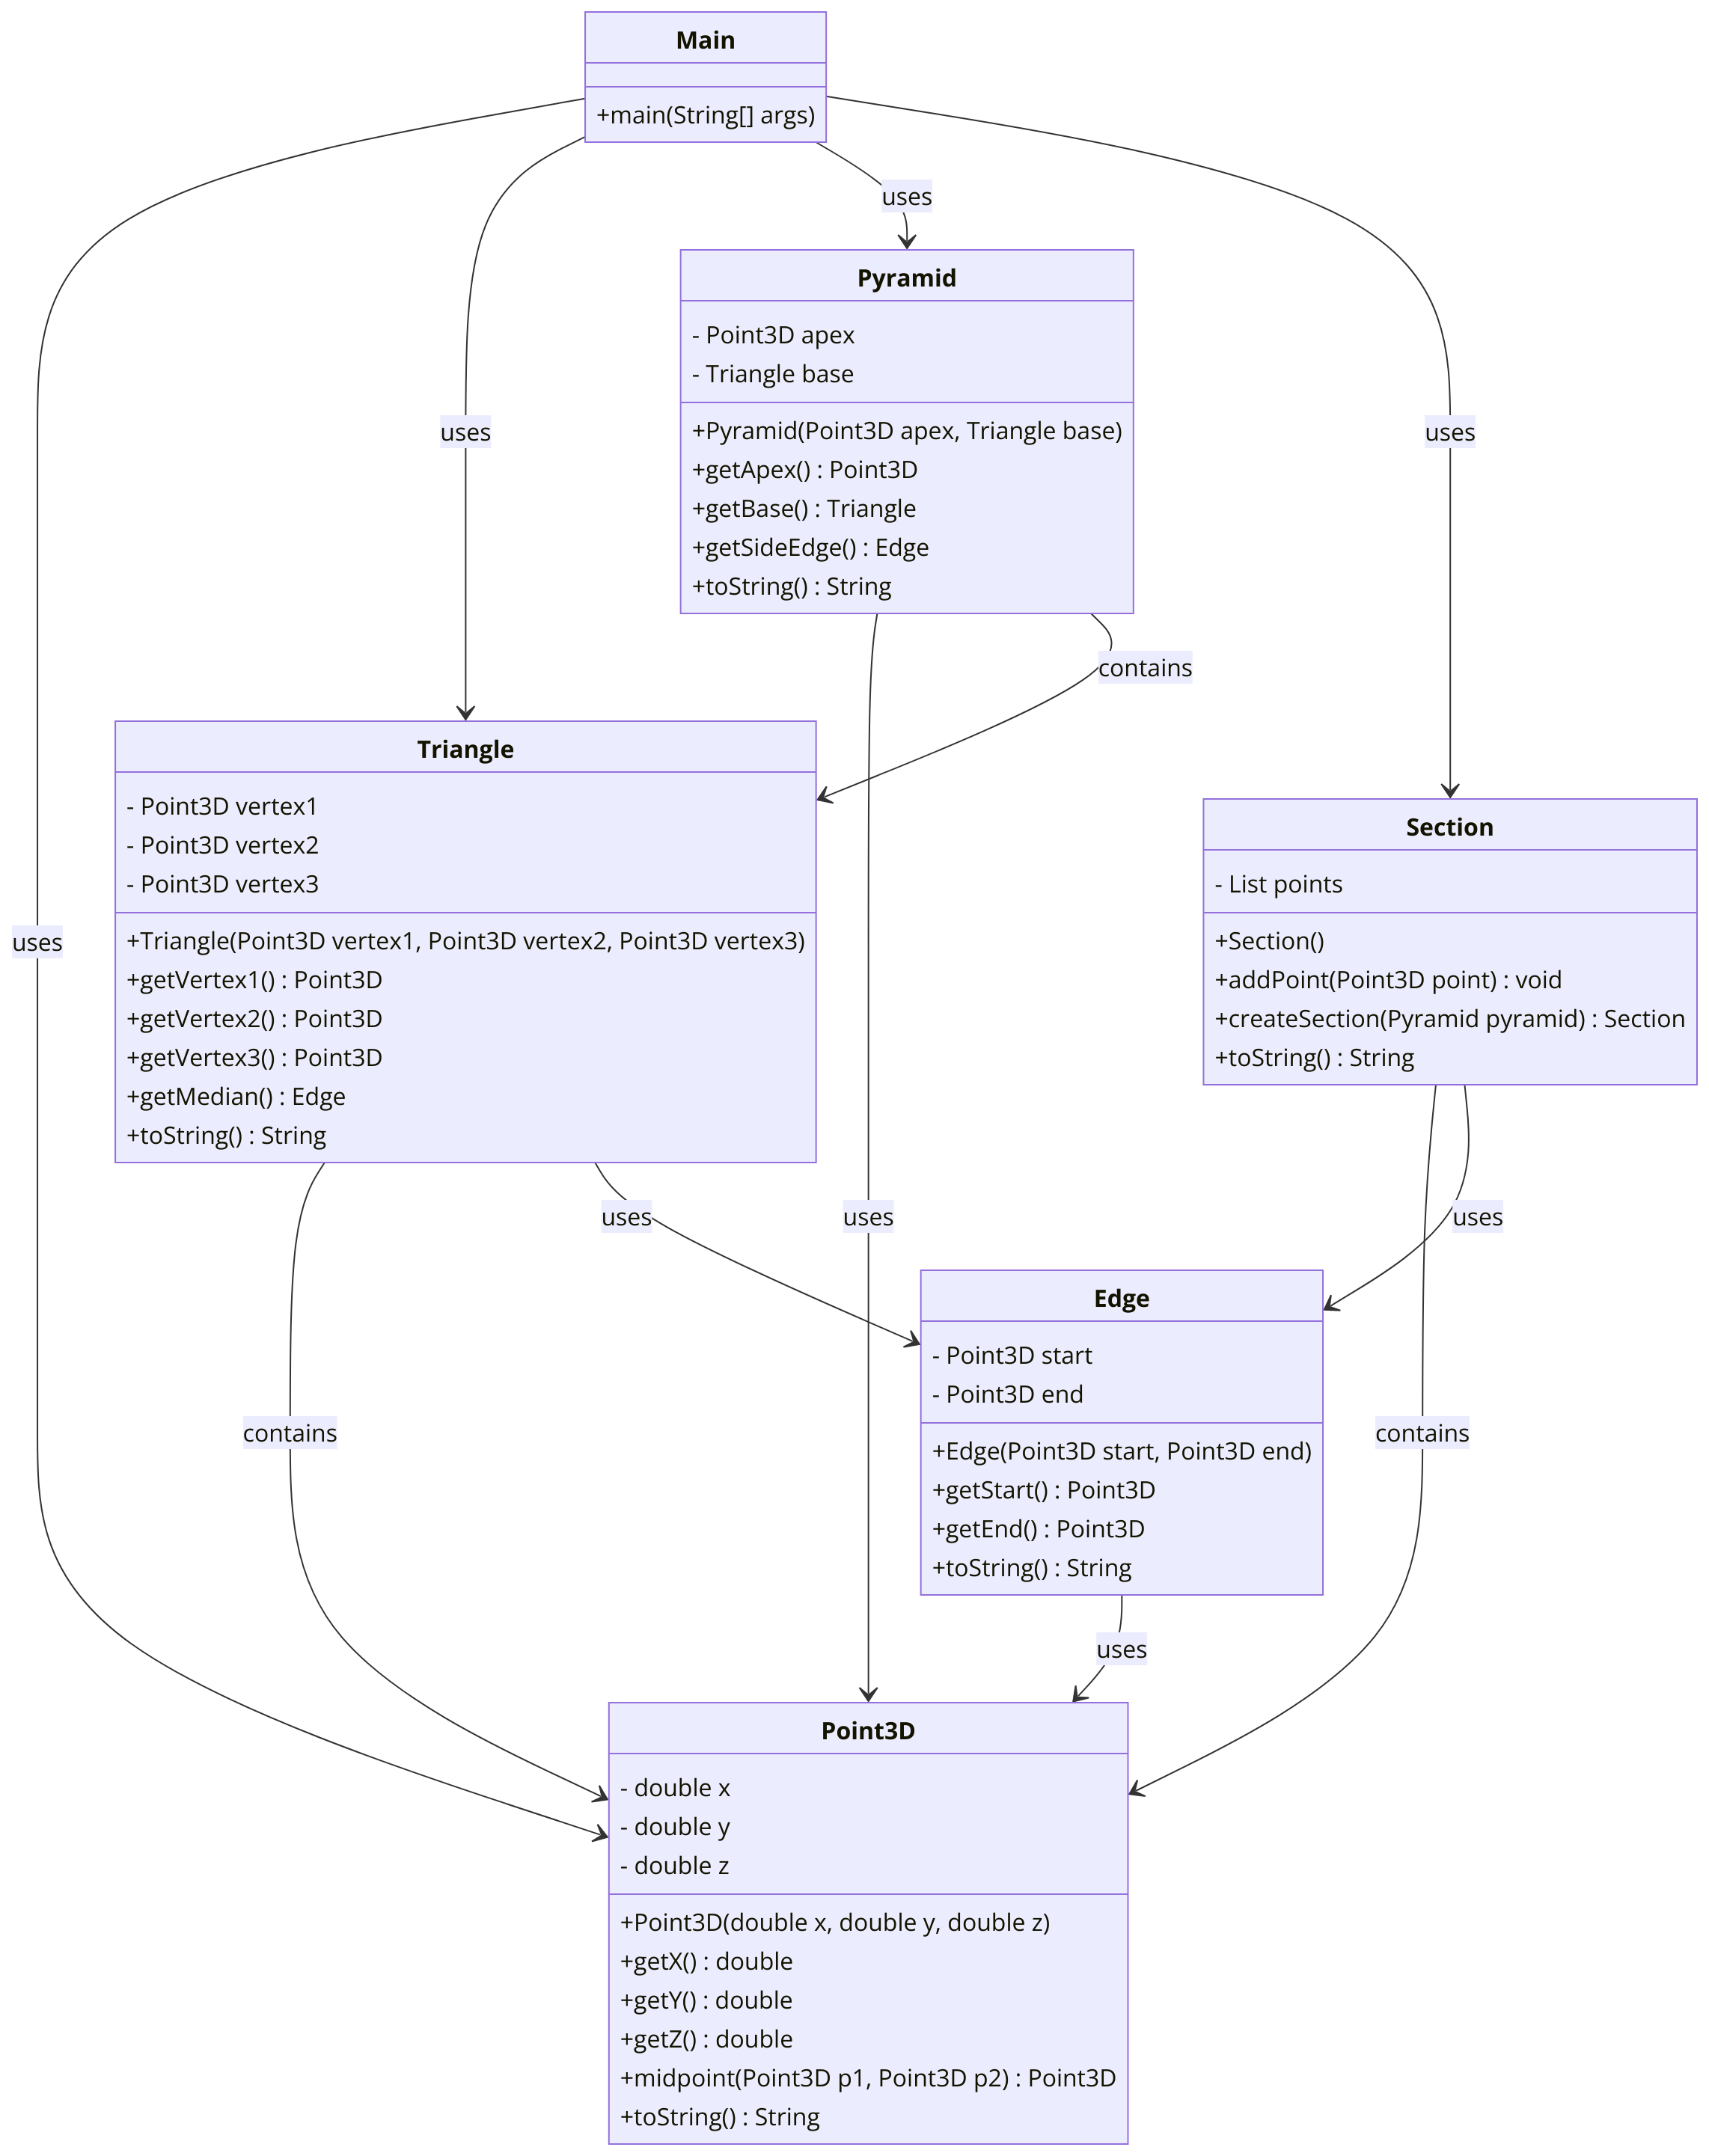 Main
+main(String[] args)
uses
Pyramid
- Point3D apex
- Triangle base
+Pyramid(Point3D apex, Triangle base)
+getApex() : Point3D
+getBase() : Triangle
+getSideEdge() : Edge
+toString() : String
uses
uses
contains
Triangle
- Point3D vertex1
- Point3D vertex2
- Point3D vertex3
+Triangle(Point3D vertex1, Point3D vertex2, Point3D vertex3)
+getVertex1() : Point3D
+getVertex2() : Point3D
+getVertex3() : Point3D
+getMedian() : Edge
+toString() : String
Section
- List points
+Section()
+addPoint(Point3D point) : void
+createSection(Pyramid pyramid) : Section
+toString() : String
uses
uses
uses
uses
Edge
- Point3D start
- Point3D end
+Edge(Point3D start, Point3D end)
+getStart() : Point3D
+getEnd() : Point3D
+toString() : String
contains
contains
uses
Point3D
- double x
- double y
- double z
+Point3D(double x, double y, double z)
+getX() : double
+getY() : double
+getZ() : double
+midpoint(Point3D p1, Point3D p2) : Point3D
+toString() : String